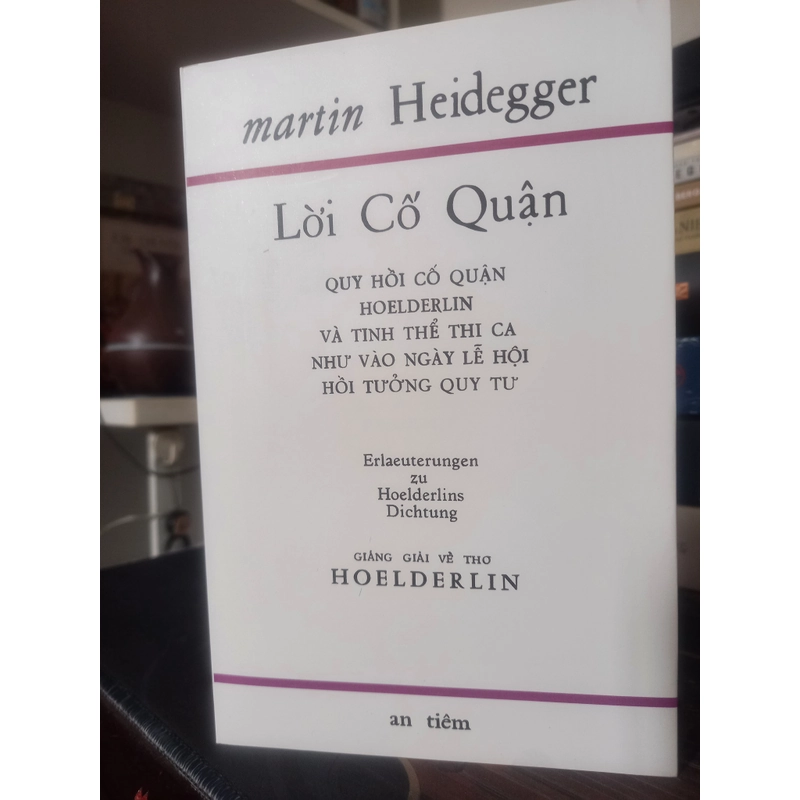 martin Heidegger
Lời Cố Quận
QUY HỒI CỐ QUẬN
HOELDERLIN
VÀ TINH THỂ THI CA
NHƯ VÀO NGÀY LỄ HỘI
HỒI TƯỞNG QUY TƯ
Erlaeuterungen
zu
Hoelderlins
Dichtung
GIẢNG GIẢI VỀ THƠ
HOELDERLIN
an tiêm